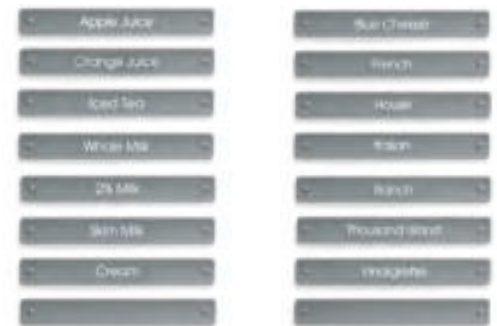 Apple Juice
Orange Juice
Iced Tea
Whole Milk
2% Milk
Skim Milk
Cream
Blue Cheese
French
House
Italian
Ranch
Thousand Island
Vinaigrette